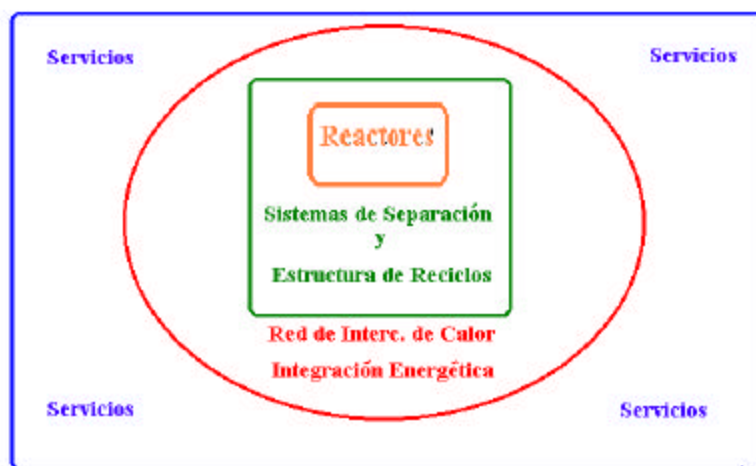 Servicios
Servicios
Reactores
Sistemas de Separación
y
Estructura de Reciclos
Red de Interc. de Calor
Integración Energética
Servicios
Servicios